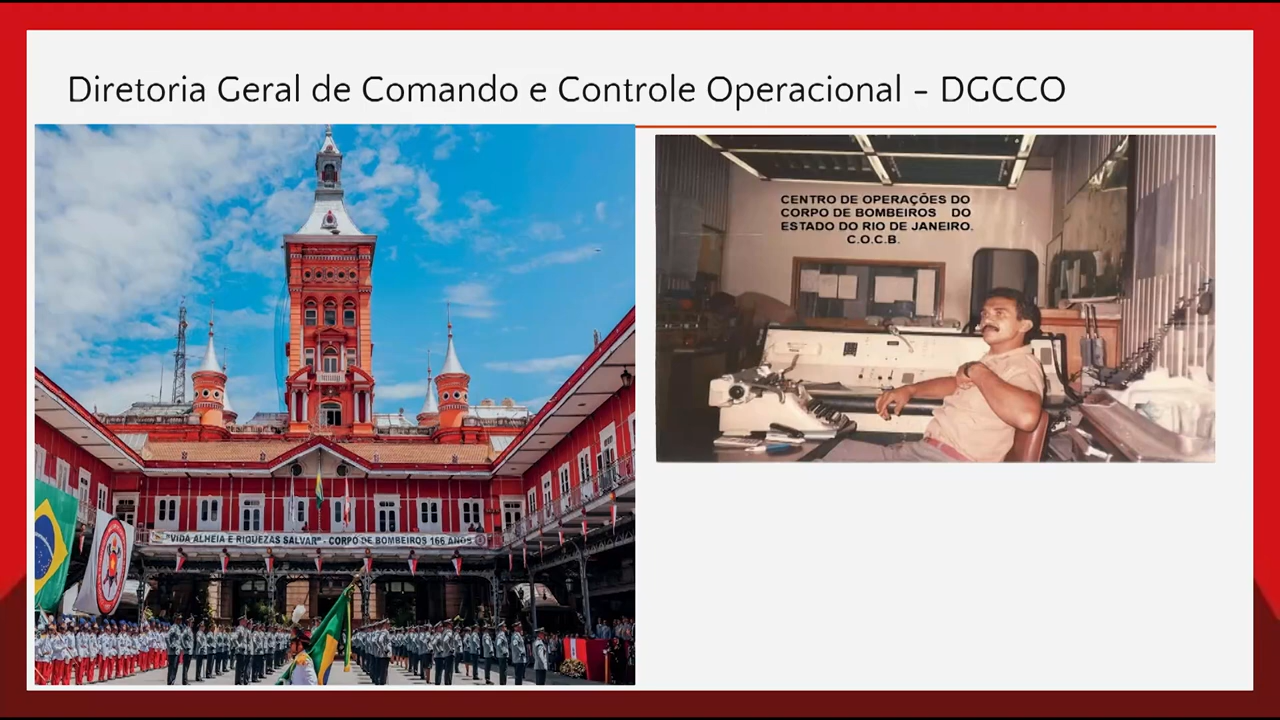 Diretoria Geral de Comando e Controle Operacional - DGCCO
"VIDA ALHEIA E RIQUEZAS SALVAR" - CORPO DE BOMBEIROS 166 ANOS
CENTRO DE OPERAÇÕES DO
CORPO DE BOMBEIROS DO
ESTADO DO RIO DE JANEIRO.
C.O.C.B.